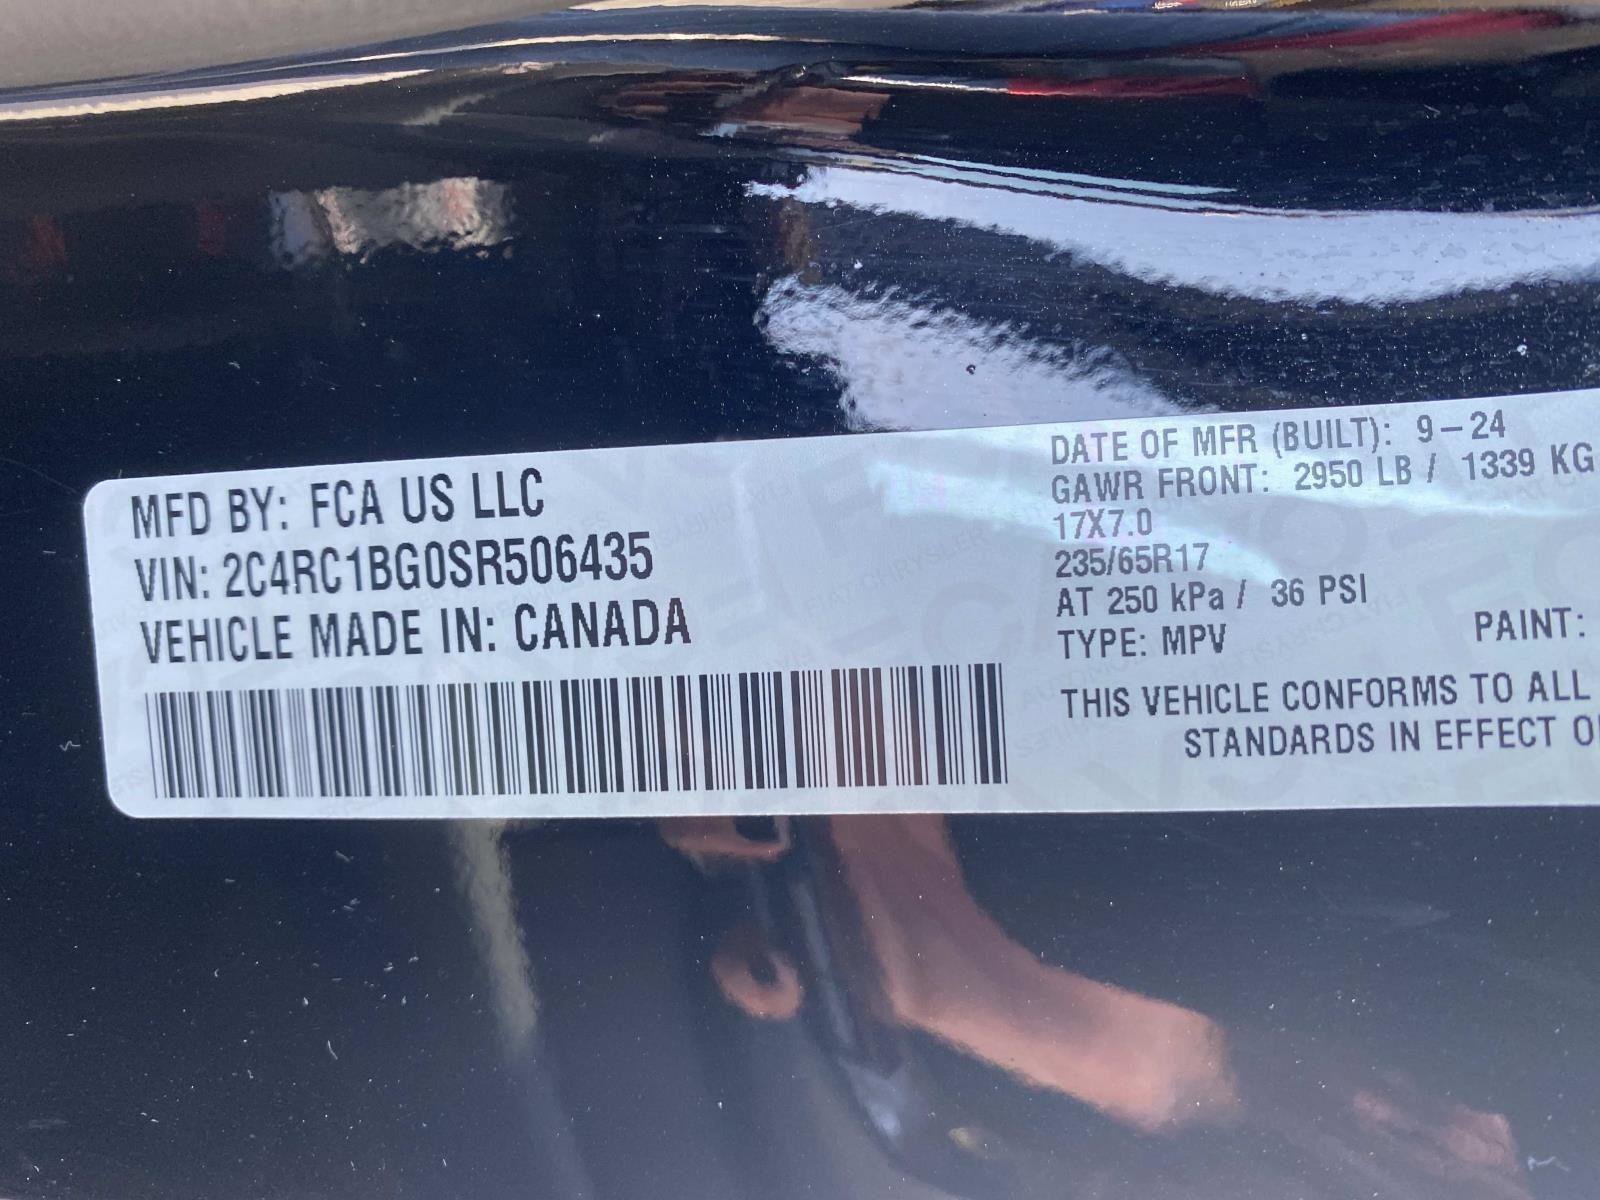 MFD BY: FCA US LLC
VIN: 2C4RC1BG0SR506435
VEHICLE MADE IN: CANADA
DATE OF MFR (BUILT): 9-24
GAWR FRONT: 2950 LB / 1339 KG
17X7.0
235/65R17
AT 250 kPa / 36 PSI
TYPE: MPV
PAINT:
THIS VEHICLE CONFORMS TO ALL
STANDARDS IN EFFECT